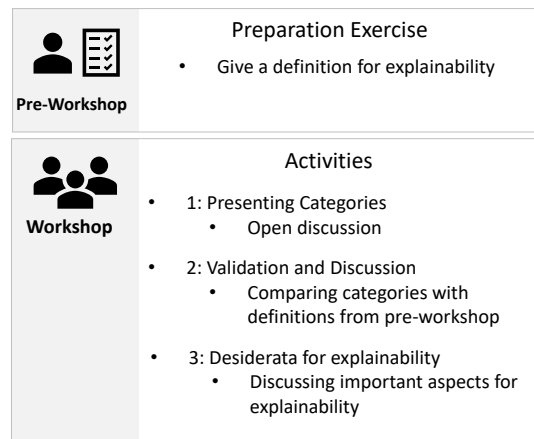 Preparation Exercise
• Give a definition for explainability
Pre-Workshop
Activities
Workshop
• 1: Presenting Categories
• Open discussion
• 2: Validation and Discussion
• Comparing categories with
definitions from pre-workshop
• 3: Desiderata for explainability
• Discussing important aspects for
explainability